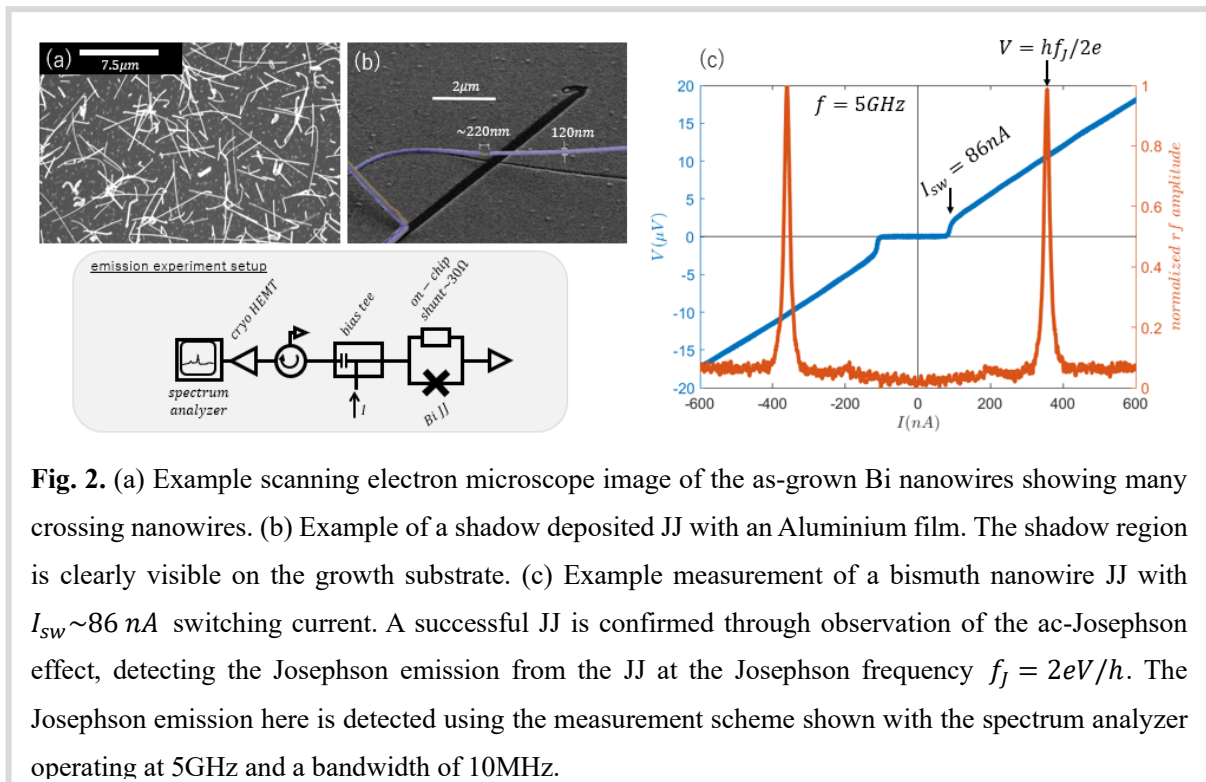 (a)
7.5μm
(b)
2μm
~220nm
120nm
(c)
V = hf_J/2e
f = 5GHz
I_sw = 86nA
20
15
10
5
0
-5
-10
-15
-20
V(μV)
-600
-400
-200
0
200
400
600
I(nA)
1
0.8
0.6
0.4
0.2
0
normalized rf amplitude
emission experiment setup
cryo HEMT
bias tee
on – chip
shunt~30Ω
spectrum
analyzer
I
Bi JJ
Fig. 2. (a) Example scanning electron microscope image of the as-grown Bi nanowires showing many
crossing nanowires. (b) Example of a shadow deposited JJ with an Aluminium film. The shadow region
is clearly visible on the growth substrate. (c) Example measurement of a bismuth nanowire JJ with
I_sw~86 nA switching current. A successful JJ is confirmed through observation of the ac-Josephson
effect, detecting the Josephson emission from the JJ at the Josephson frequency f_J = 2eV/h. The
Josephson emission here is detected using the measurement scheme shown with the spectrum analyzer
operating at 5GHz and a bandwidth of 10MHz.